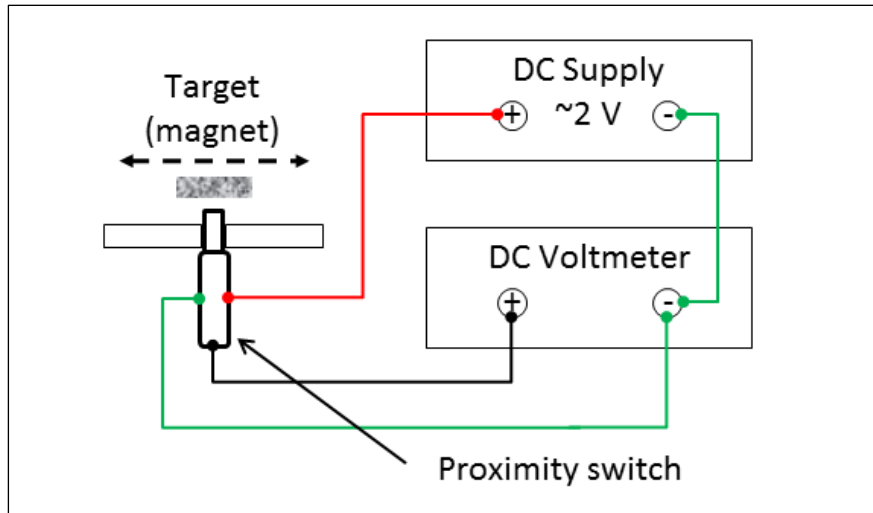 Target
(magnet)
DC Supply
+ ~2 V -
DC Voltmeter
+ -
Proximity switch